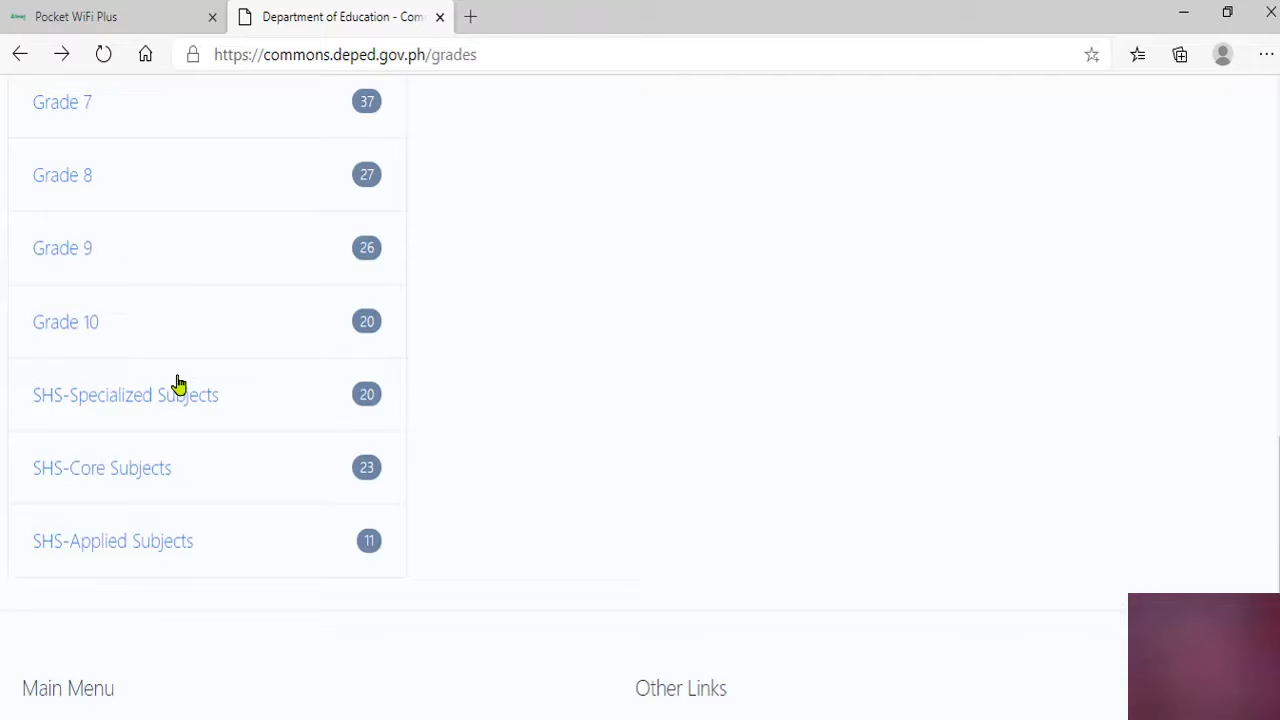 Pocket WiFi Plus
Department of Education - Com
https://commons.deped.gov.ph/grades
Grade 7 37
Grade 8 27
Grade 9 26
Grade 10 20
SHS-Specialized Subjects 20
SHS-Core Subjects 23
SHS-Applied Subjects 11
Main Menu Other Links